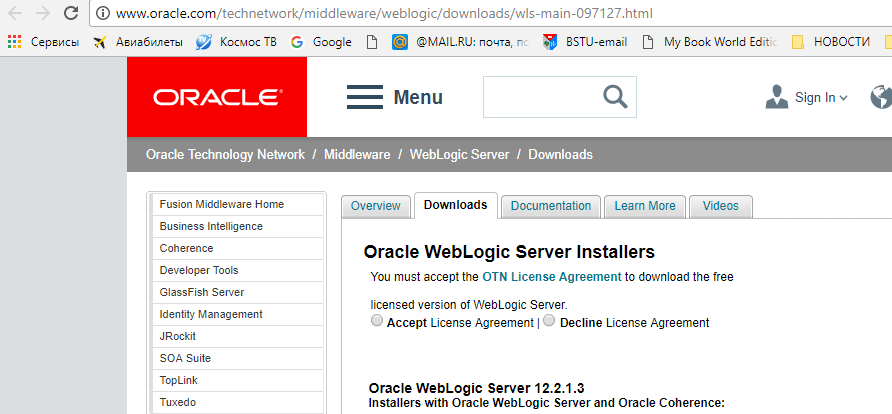 www.oracle.com/technetwork/middleware/weblogic/downloads/wls-main-097127.html
Сервисы Авиабилеты Космос ТВ Google @MAIL.RU: почта, по BSTU-email My Book World Editio НОВОСТИ
ORACLE Menu Sign In
Oracle Technology Network / Middleware / WebLogic Server / Downloads
Fusion Middleware Home
Business Intelligence
Coherence
Developer Tools
GlassFish Server
Identity Management
JRockit
SOA Suite
TopLink
Tuxedo
Overview Downloads Documentation Learn More Videos
Oracle WebLogic Server Installers
You must accept the OTN License Agreement to download the free
licensed version of WebLogic Server.
Accept License Agreement | Decline License Agreement
Oracle WebLogic Server 12.2.1.3
Installers with Oracle WebLogic Server and Oracle Coherence: